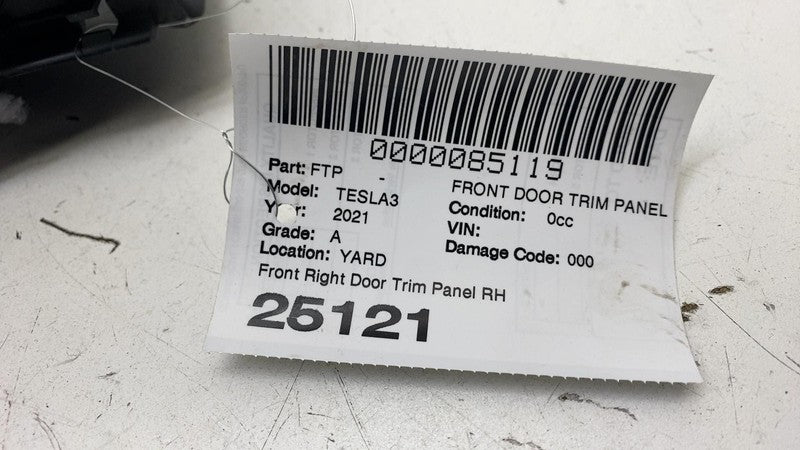 0000085119
Part: FTP - FRONT DOOR TRIM PANEL
Model: TESLA3 Condition: 0cc
Year: 2021 VIN:
Grade: A Damage Code: 000
Location: YARD
Front Right Door Trim Panel RH
25121